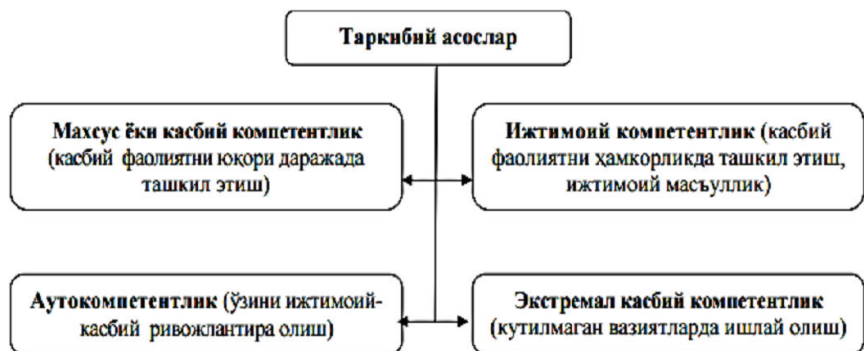 Таркибий асослар
Махсус ёки касбий компетентлик
(касбий фаолиятни юқори даражада
ташкил этиш)
Ижтимоий компетентлик (касбий
фаолиятни ҳамкорликда ташкил этиш,
ижтимоий масъуллик)
Аутокомпетентлик (ўзини ижтимоий-
касбий ривожлантира олиш)
Экстремал касбий компетентлик
(кутилмаган вазиятларда ишлай олиш)